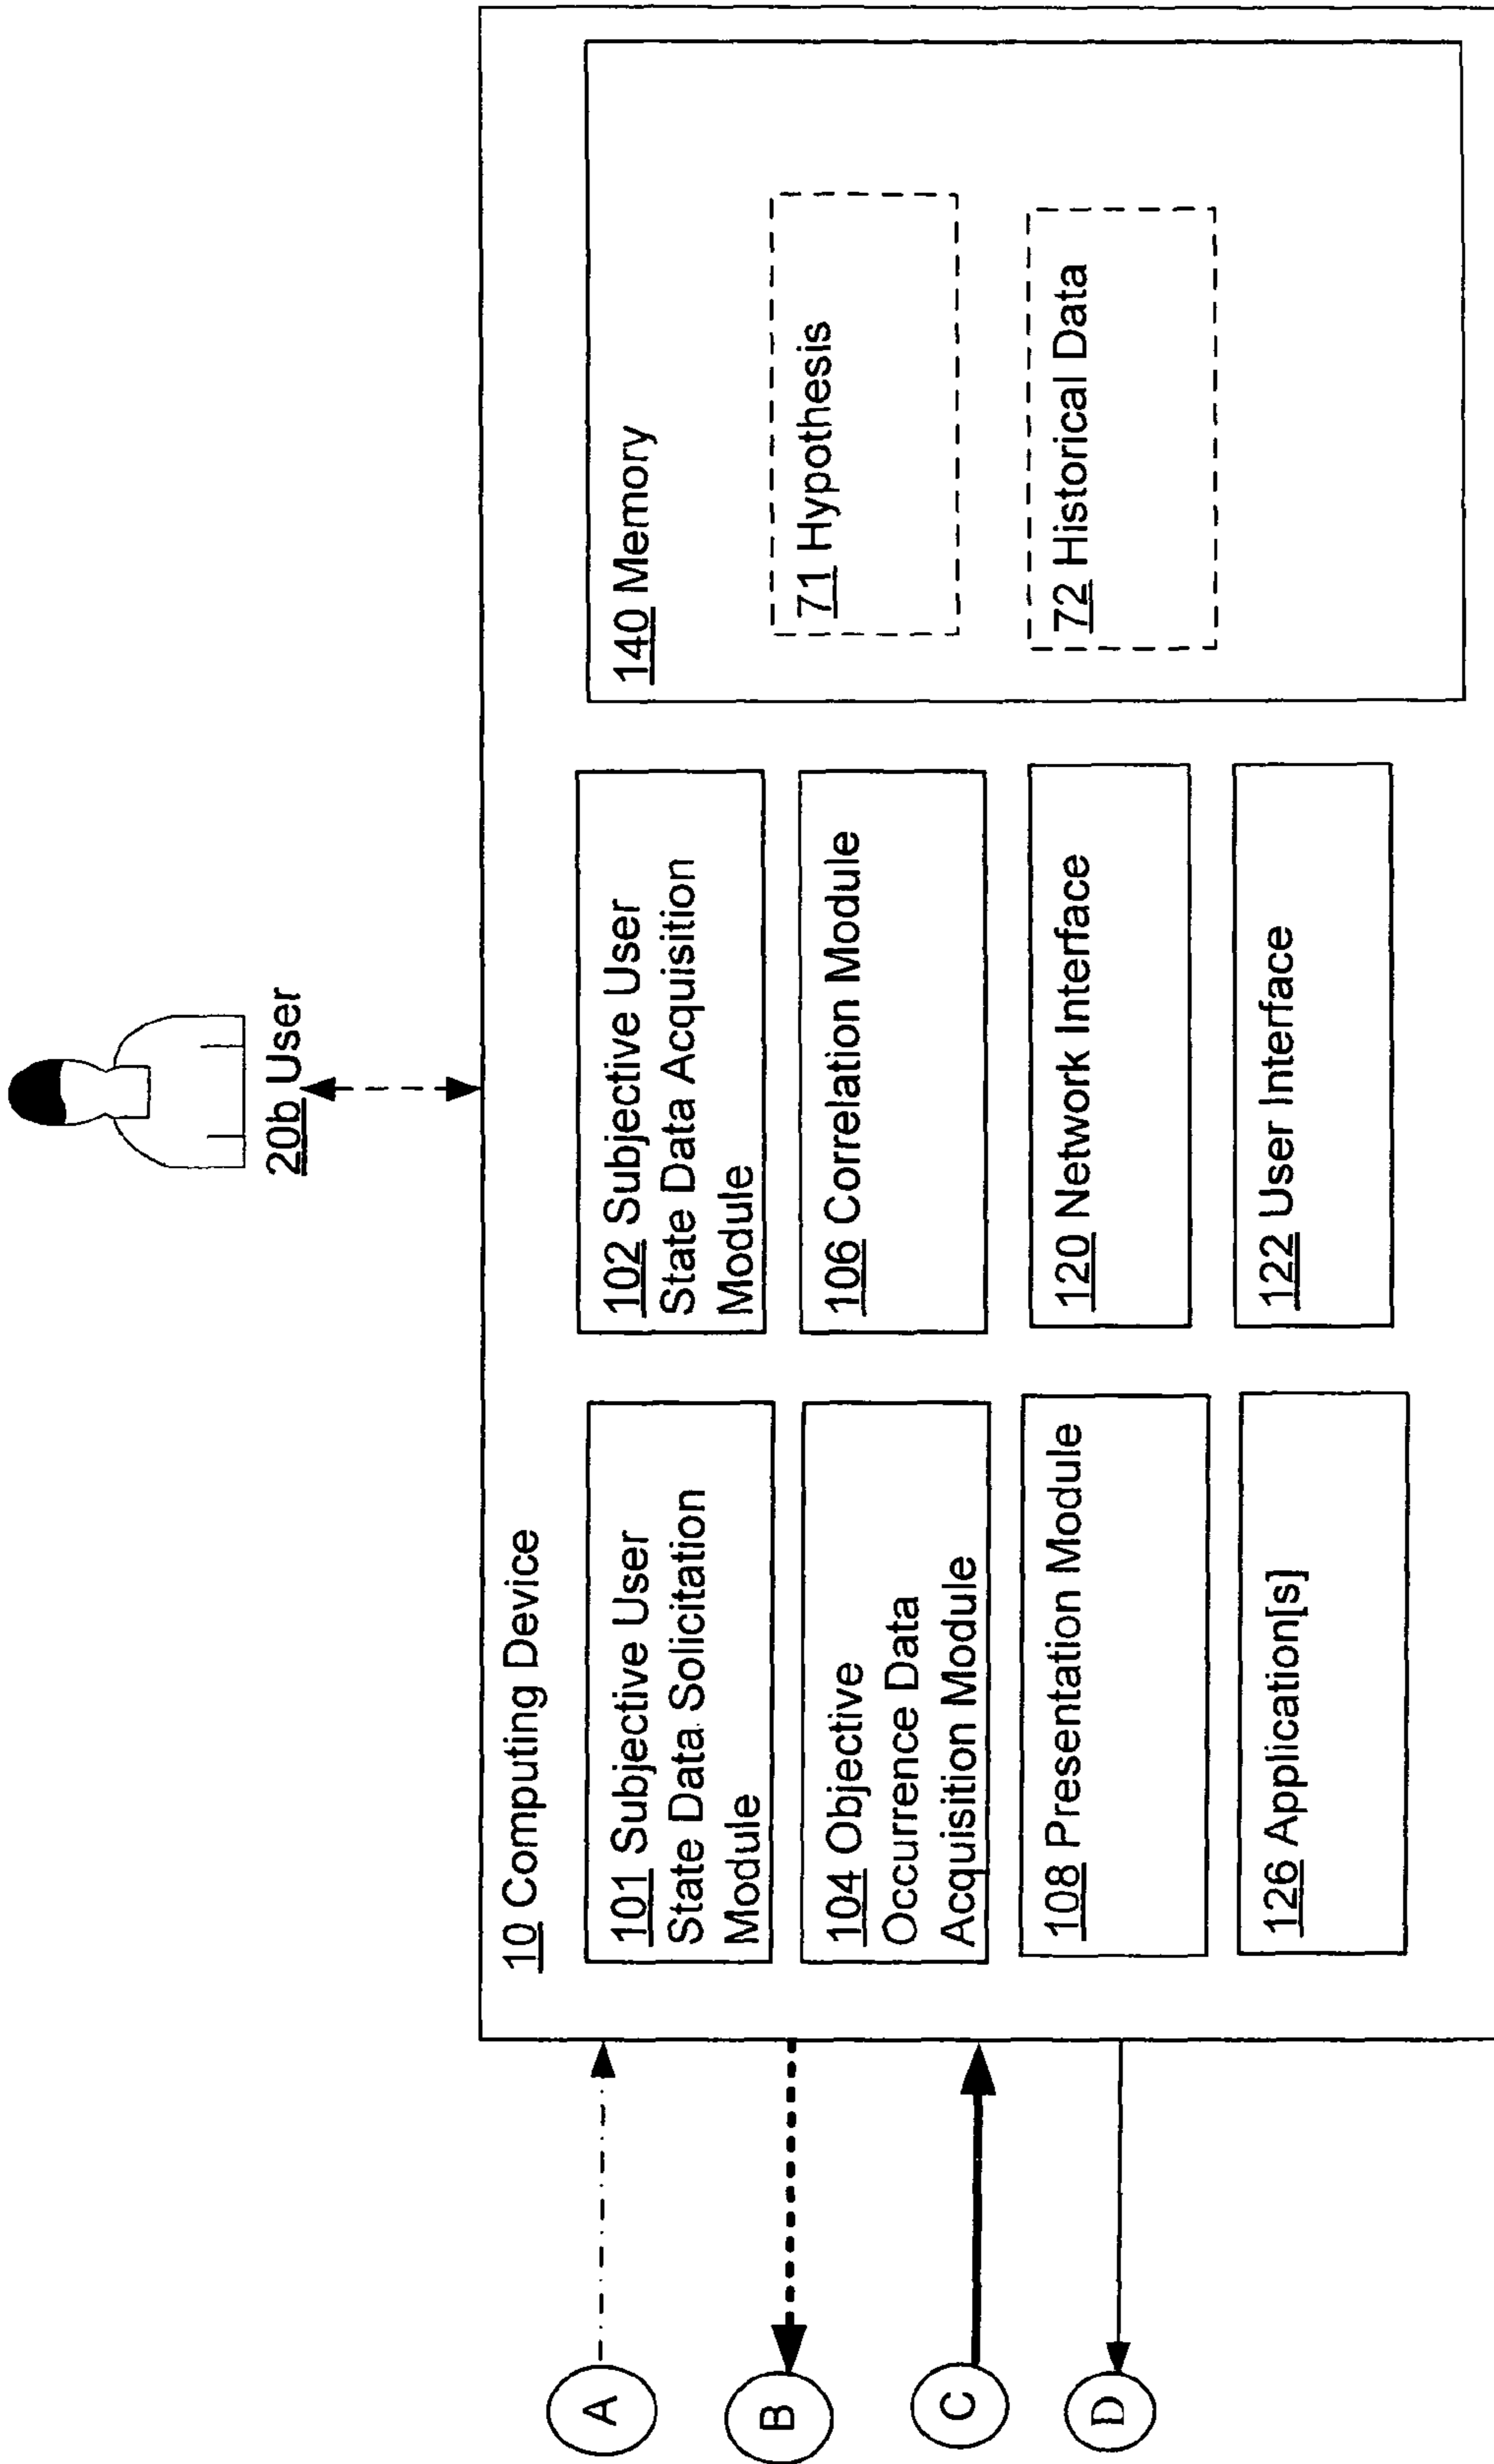 20b User
10 Computing Device
101 Subjective User
State Data Solicitation
Module
102 Subjective User
State Data Acquisition
Module
140 Memory
104 Objective
Occurrence Data
Acquisition Module
106 Correlation Module
71 Hypothesis
108 Presentation Module
120 Network Interface
72 Historical Data
126 Application[s]
122 User Interface
A
B
C
D